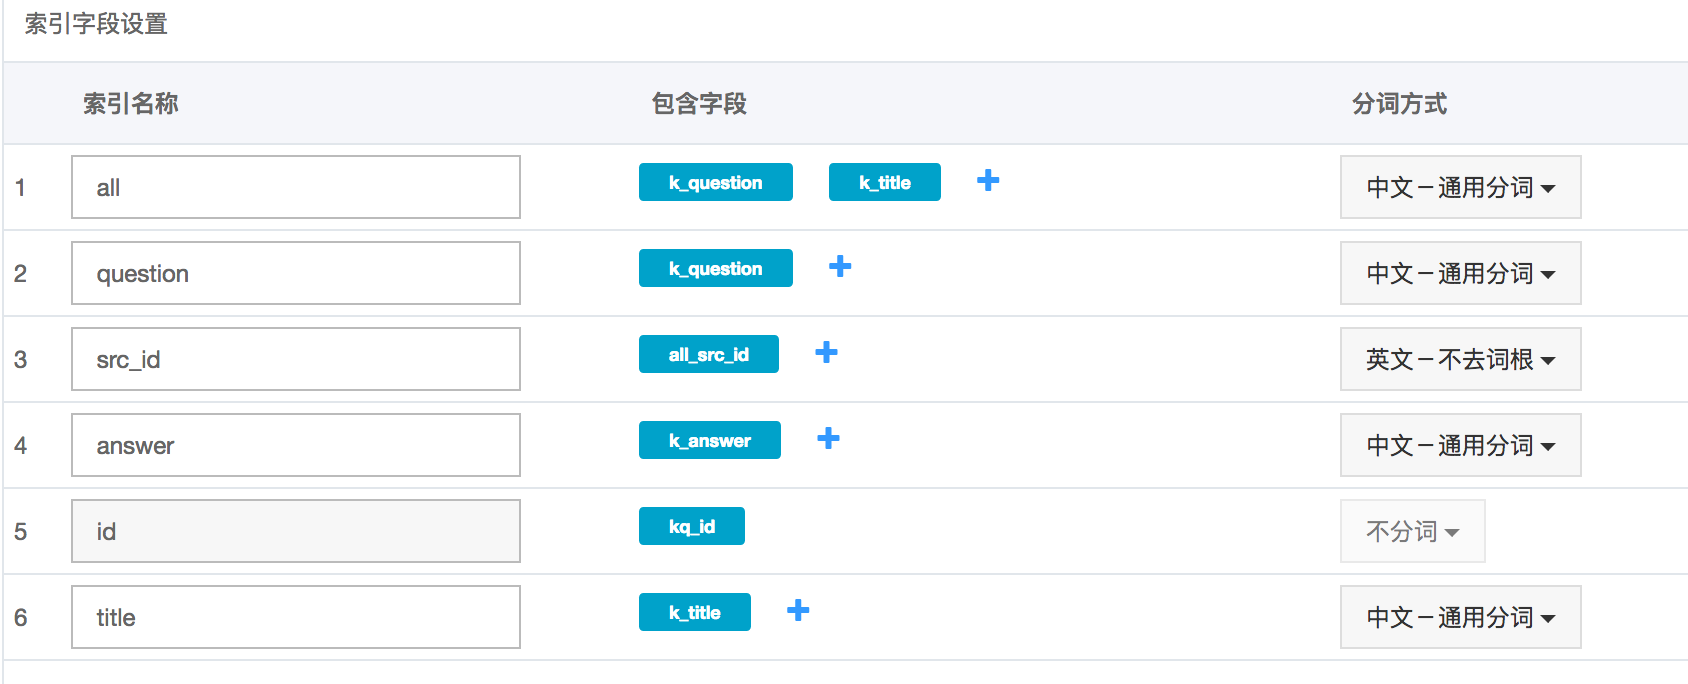 索引字段设置
索引名称 包含字段 分词方式
1 all k_question k_title 中文－通用分词
2 question k_question 中文－通用分词
3 src_id all_src_id 英文－不去词根
4 answer k_answer 中文－通用分词
5 id kq_id 不分词
6 title k_title 中文－通用分词